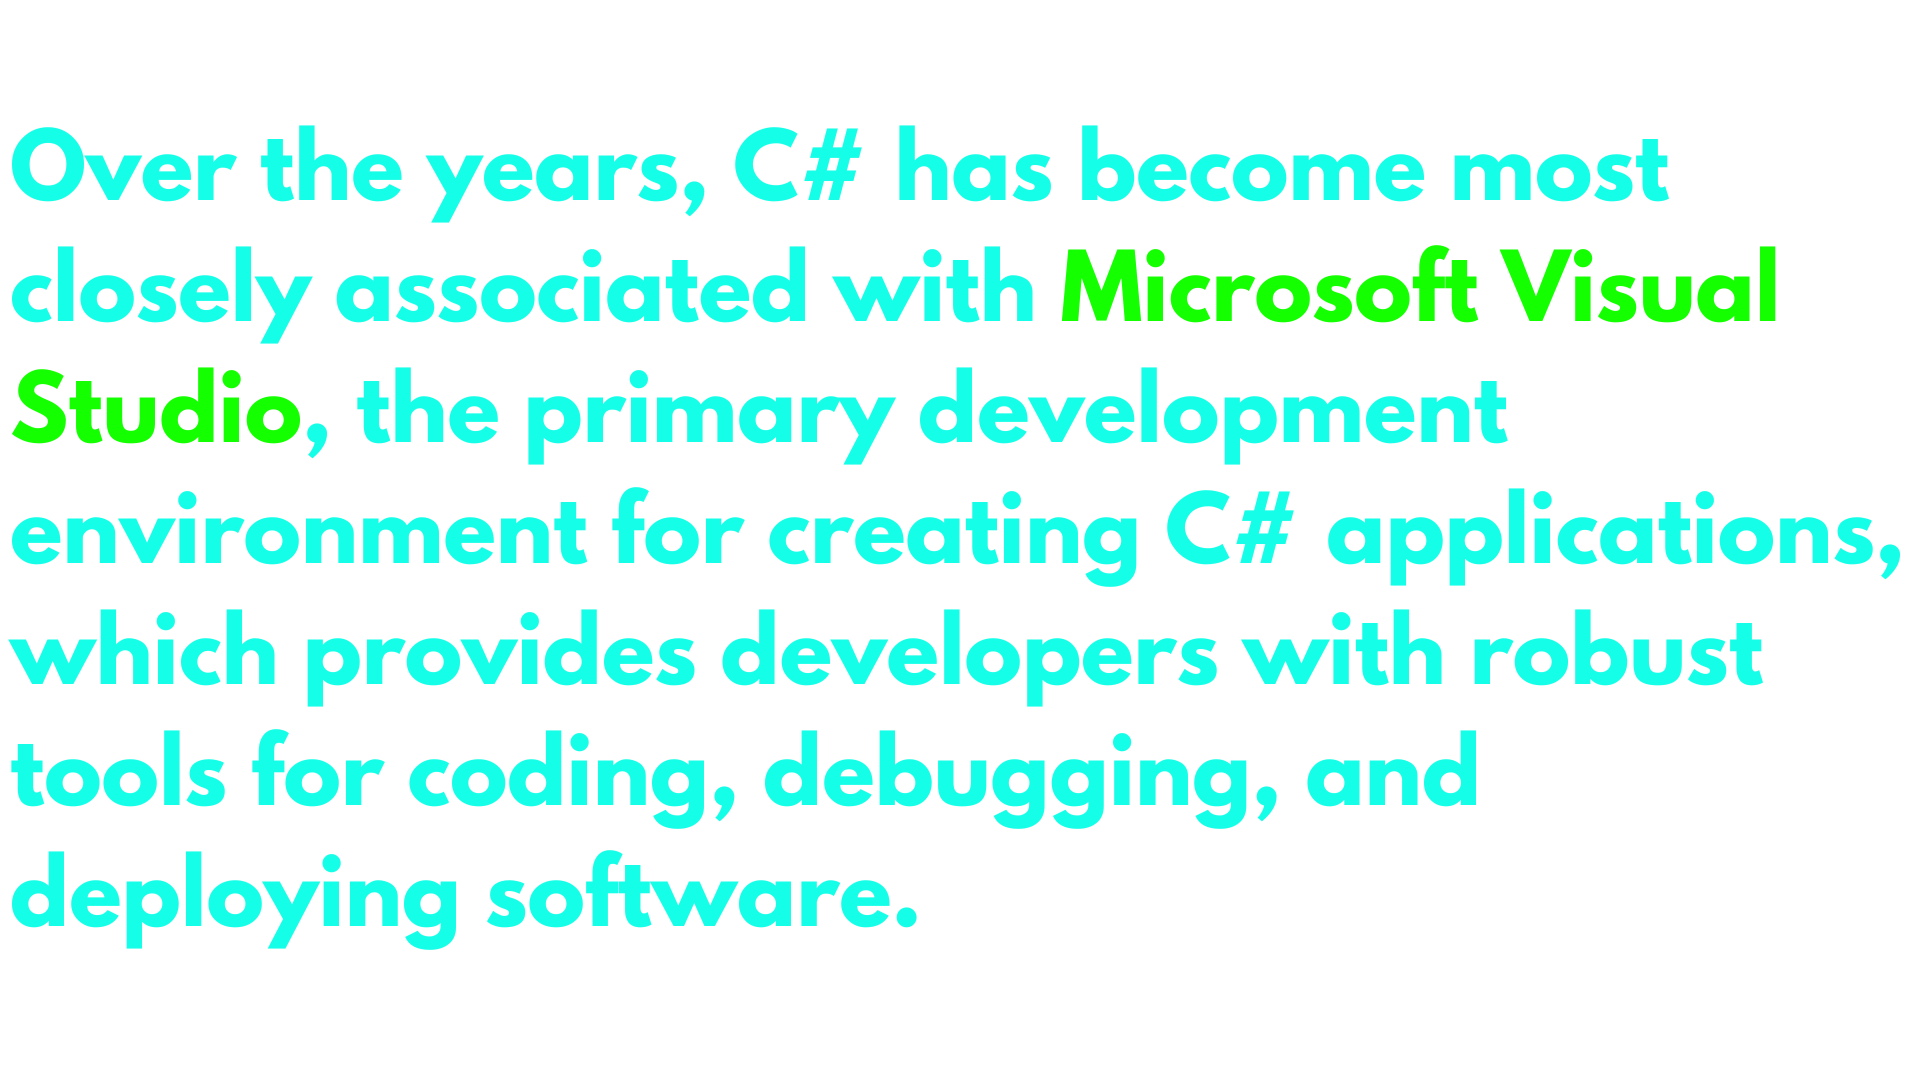 Over the years, C# has become most
closely associated with Microsoft Visual
Studio, the primary development
environment for creating C# applications,
which provides developers with robust
tools for coding, debugging, and
deploying software.